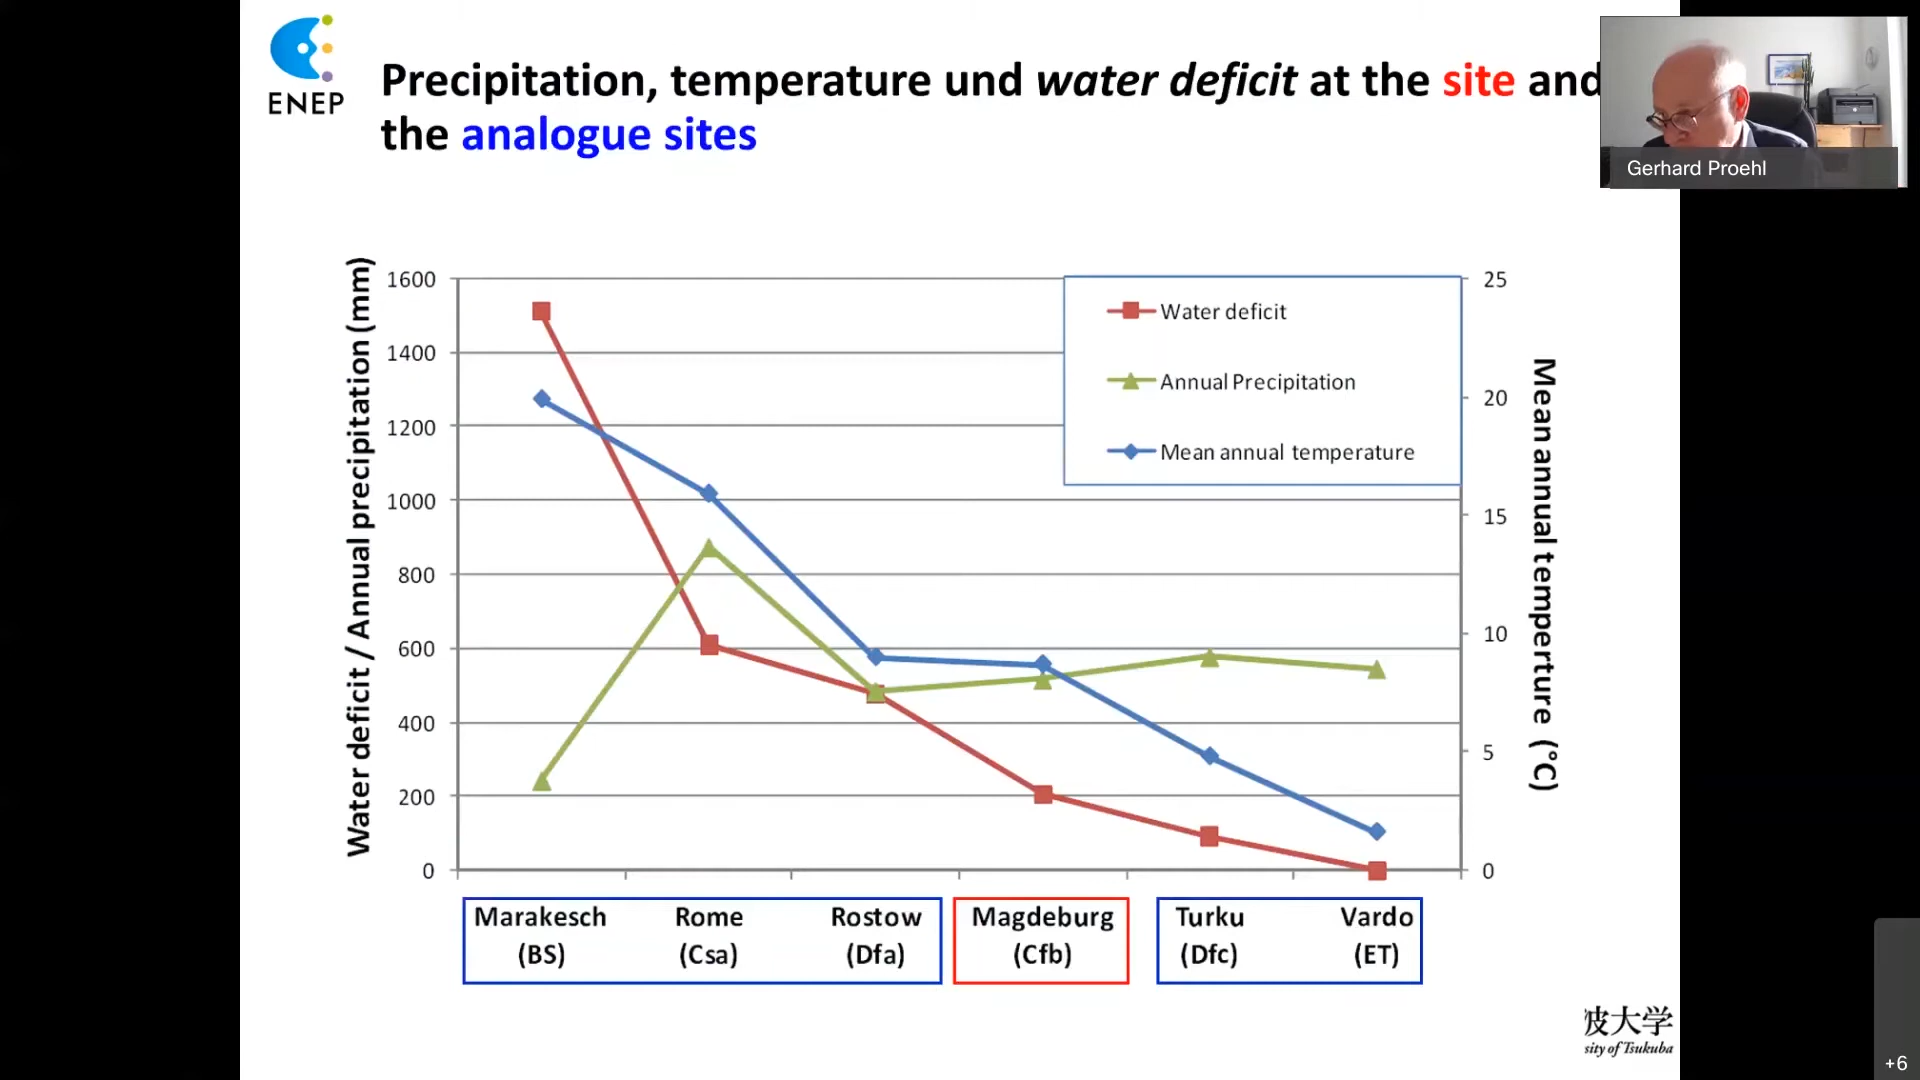 ENEP
Precipitation, temperature und water deficit at the site and
the analogue sites
Gerhard Proehl
Water deficit / Annual precipitation (mm)
1600
1400
1200
1000
800
600
400
200
0
Water deficit
Annual Precipitation
Mean annual temperature
25
20
15
10
5
0
Mean annual temperture (°C)
Marakesch Rome Rostow Magdeburg Turku Vardo
(BS) (Csa) (Dfa) (Cfb) (Dfc) (ET)
波大学
sity of Tsukuba
+6